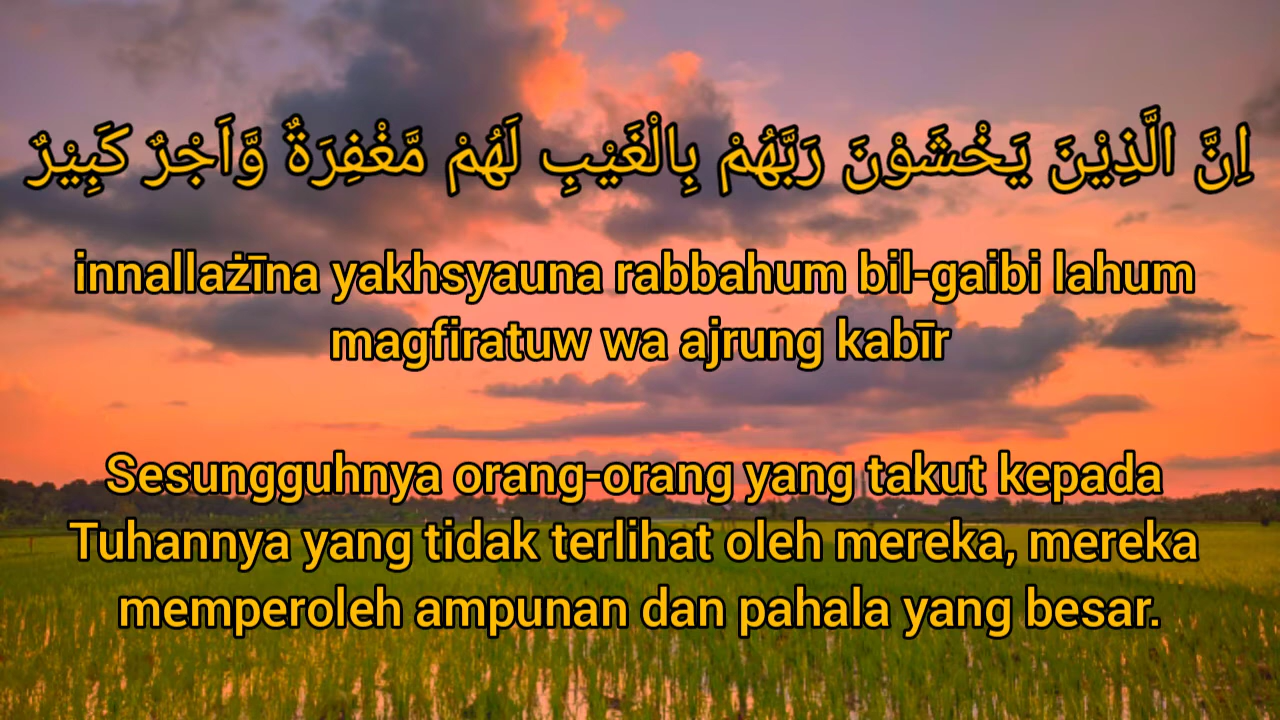 اِنَّ الَّذِيْنَ يَخْشَوْنَ رَبَّهُمْ بِالْغَيْبِ لَهُمْ مَّغْفِرَةٌ وَّاَجْرٌ كَبِيْرٌ
innallażīna yakhsyauna rabbahum bil-gaibi lahum
magfiratuw wa ajrung kabīr
Sesungguhnya orang-orang yang takut kepada
Tuhannya yang tidak terlihat oleh mereka, mereka
memperoleh ampunan dan pahala yang besar.